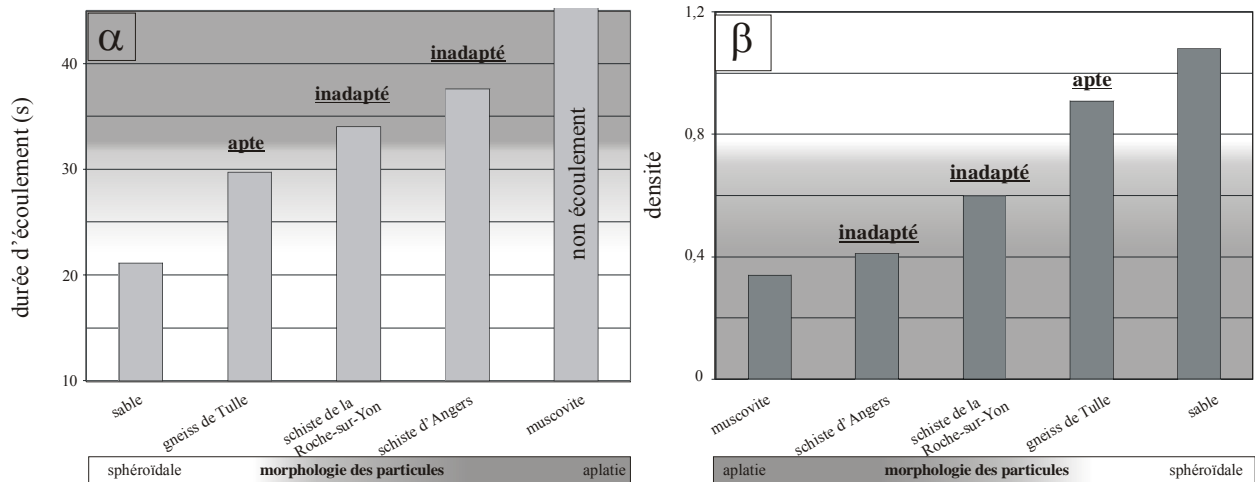 α
inadapté
inadapté
apte
durée d'écoulement (s)
40
30
20
10
non écoulement
sable
gneiss de Tulle
schiste de la
Roche-sur-Yon
schiste d'Angers
muscovite
sphéroïdale morphologie des particules aplatie
β
apte
inadapté
inadapté
densité
1,2
0,8
0,4
0
muscovite
schiste d'Angers
schiste de la
Roche-sur-Yon
gneiss de Tulle
sable
aplatie morphologie des particules sphéroïdale